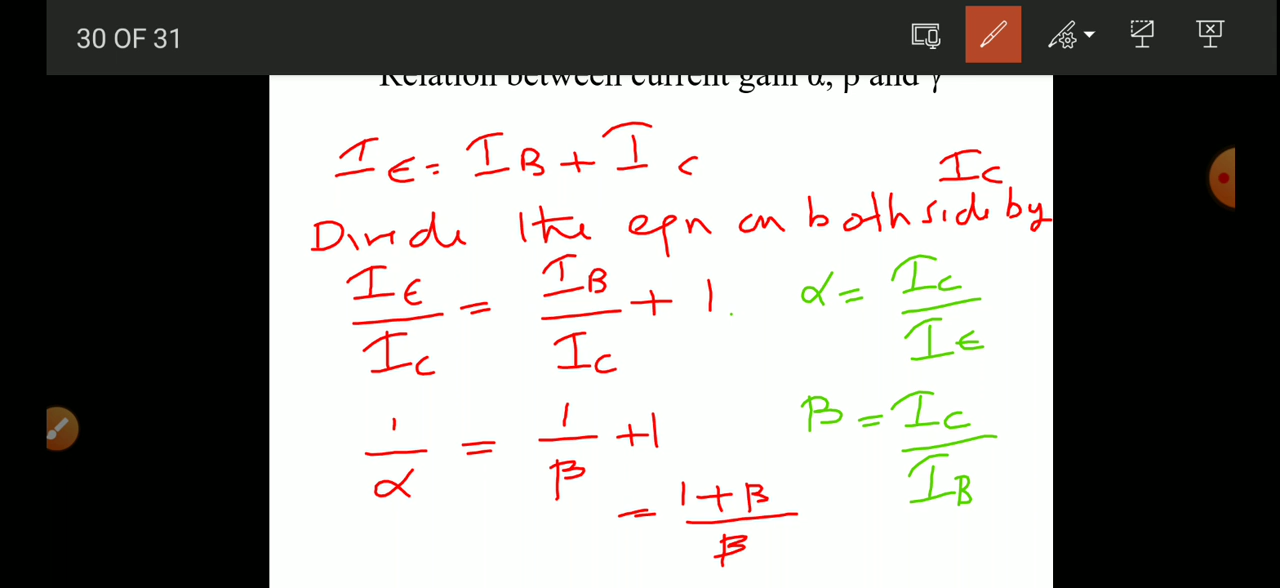 30 OF 31
Relation between current gain α, β and γ
I_E = I_B + I_C
I_C
Divide the eqn on both side by
I_E / I_C = I_B / I_C + 1.
α = I_C / I_E
1 / α = 1 / β + 1
β = I_C / I_B
= 1 + β / β